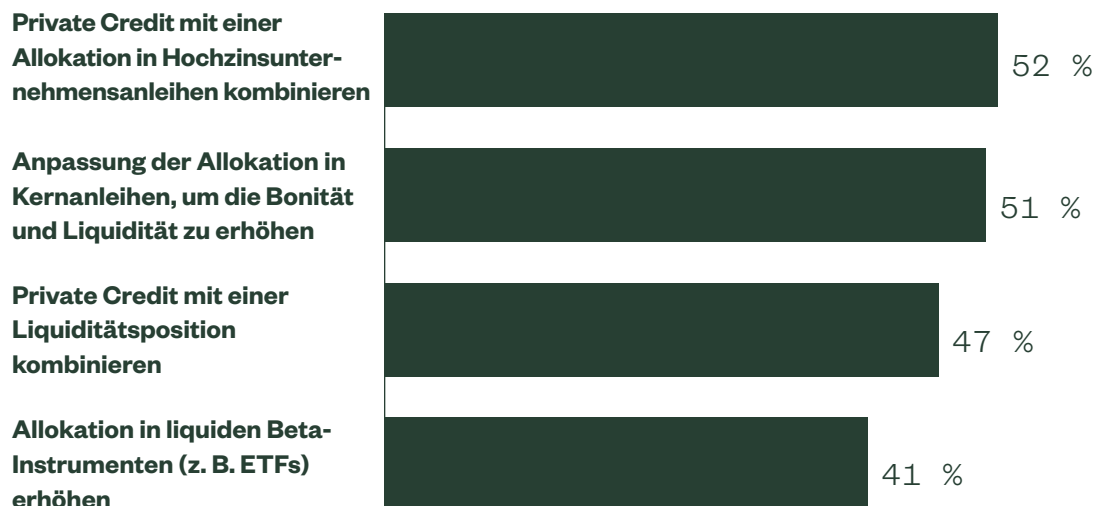 Private Credit mit einer
Allokation in Hochzinsunter-
nehmensanleihen kombinieren
52 %
Anpassung der Allokation in
Kernanleihen, um die Bonität
und Liquidität zu erhöhen
51 %
Private Credit mit einer
Liquiditätsposition
kombinieren
47 %
Allokation in liquiden Beta-
Instrumenten (z. B. ETFs)
erhöhen
41 %